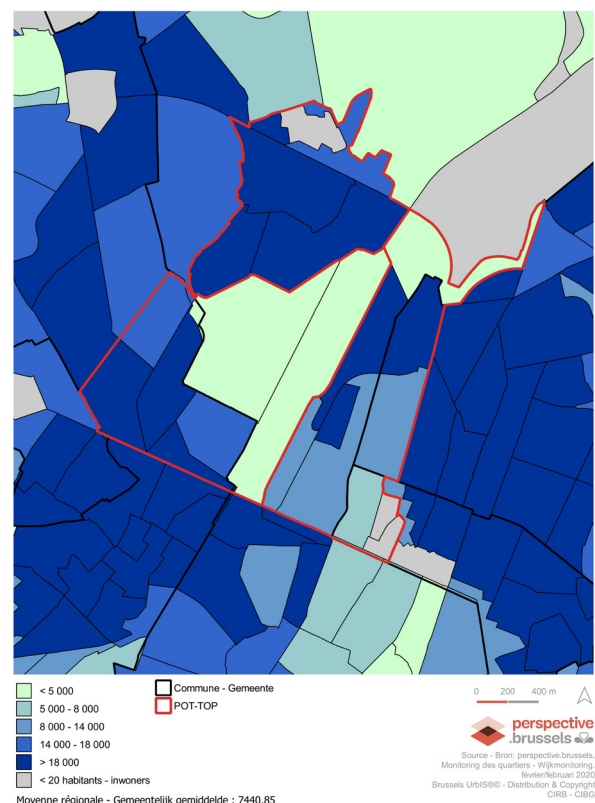 < 5 000
5 000 - 8 000
8 000 - 14 000
14 000 - 18 000
> 18 000
< 20 habitants - inwoners
Commune - Gemeente
POT-TOP
0 200 400 m
perspective
.brussels
Source - Bron: perspective.brussels,
Monitoring des quartiers - Wijkmonitoring.
février/februari 2020
Brussels UrbIS®© - Distribution & Copyright
CIRB - CIBG
Moyenne régionale - Gemeentelijk gemiddelde : 7440,85